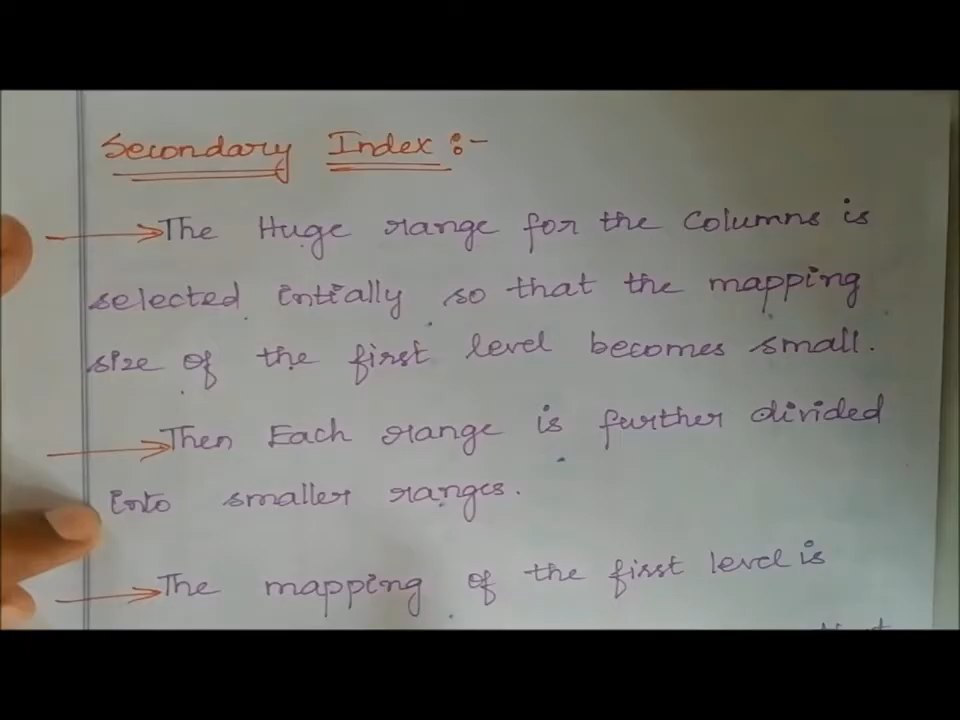 Secondary Index :-
→ The Huge range for the columns is
selected intially so that the mapping
size of the first level becomes small.
→ Then Each range is further divided
into smaller ranges.
→ The mapping of the first level is